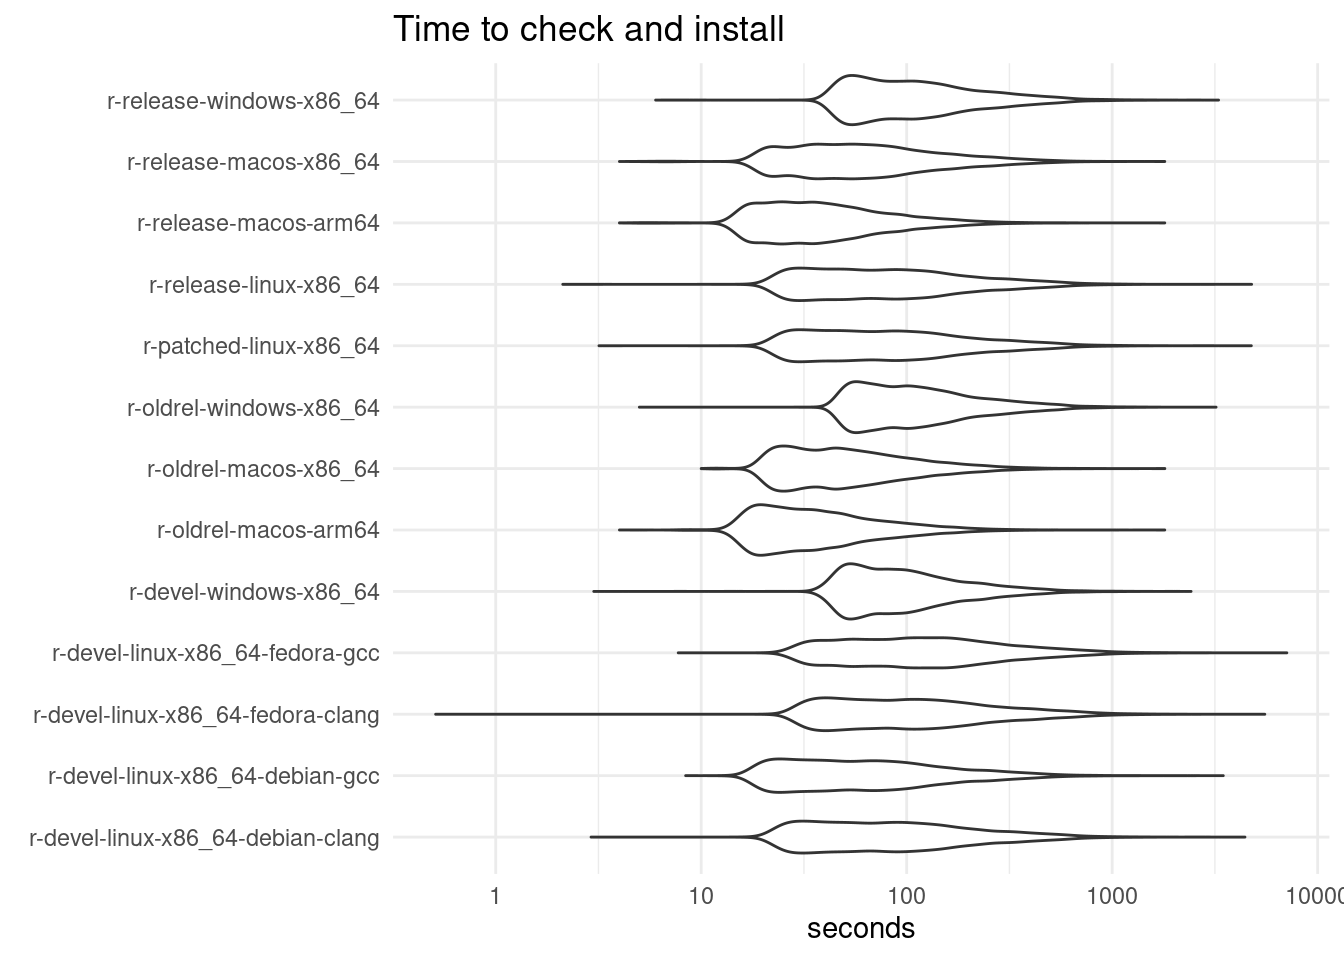 Time to check and install
r-release-windows-x86_64
r-release-macos-x86_64
r-release-macos-arm64
r-release-linux-x86_64
r-patched-linux-x86_64
r-oldrel-windows-x86_64
r-oldrel-macos-x86_64
r-oldrel-macos-arm64
r-devel-windows-x86_64
r-devel-linux-x86_64-fedora-gcc
r-devel-linux-x86_64-fedora-clang
r-devel-linux-x86_64-debian-gcc
r-devel-linux-x86_64-debian-clang
1 10 100 1000 10000
seconds